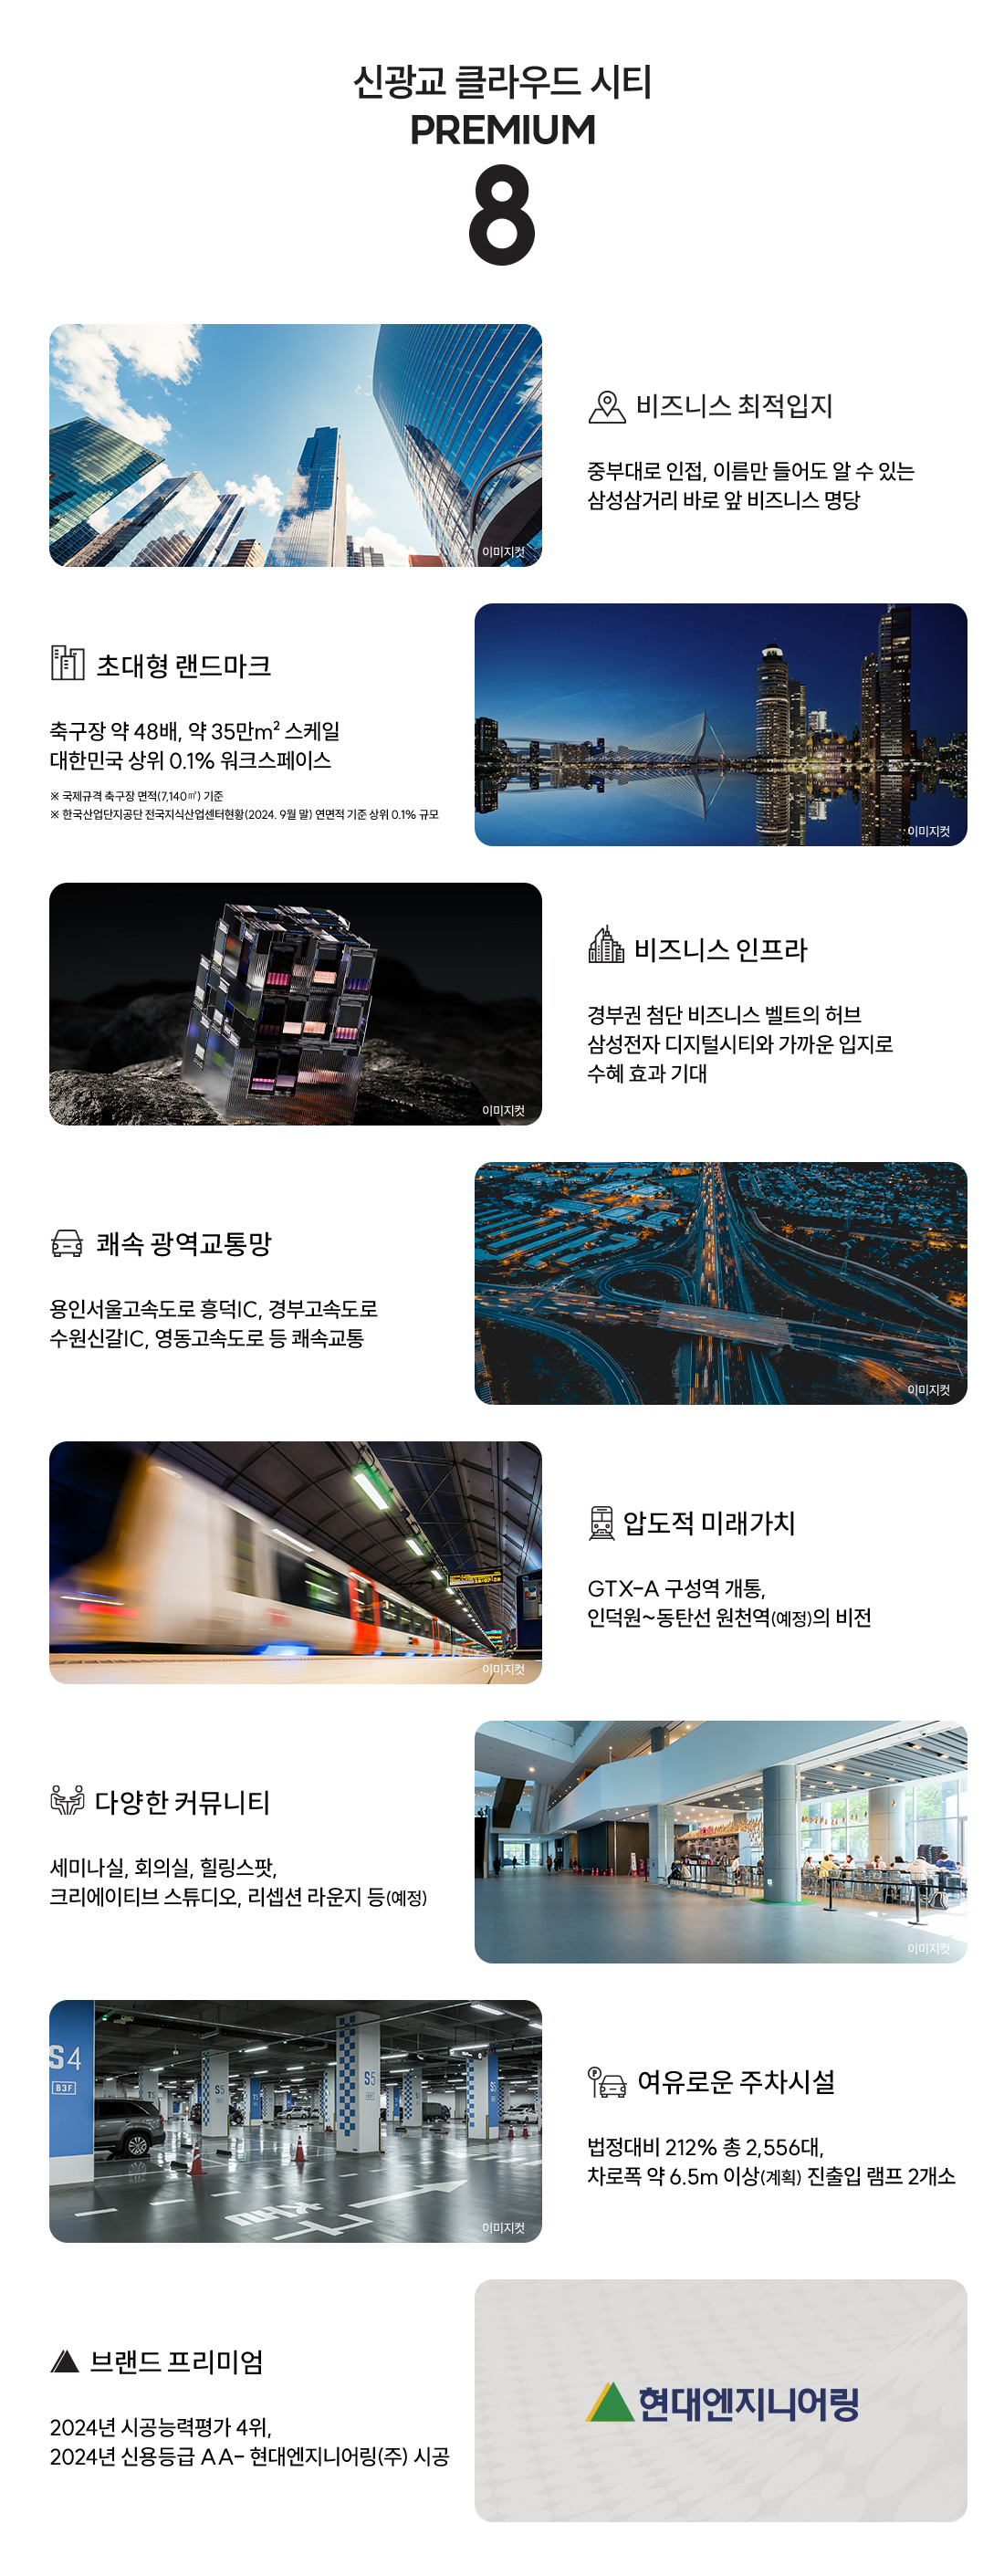 신광교 클라우드 시티
PREMIUM
8
이미지컷
비즈니스 최적입지
중부대로 인접, 이름만 들어도 알 수 있는
삼성삼거리 바로 앞 비즈니스 명당
초대형 랜드마크
축구장 약 48배, 약 35만m² 스케일
대한민국 상위 0.1% 워크스페이스
※ 국제규격 축구장 면적(7,140㎡) 기준
※ 한국산업단지공단 전국지식산업센터현황(2024. 9월 말) 연면적 기준 상위 0.1% 규모
이미지컷
이미지컷
비즈니스 인프라
경부권 첨단 비즈니스 벨트의 허브
삼성전자 디지털시티와 가까운 입지로
수혜 효과 기대
쾌속 광역교통망
용인서울고속도로 흥덕IC, 경부고속도로
수원신갈IC, 영동고속도로 등 쾌속교통
이미지컷
이미지컷
압도적 미래가치
GTX-A 구성역 개통,
인덕원~동탄선 원천역(예정)의 비전
다양한 커뮤니티
세미나실, 회의실, 힐링스팟,
크리에이티브 스튜디오, 리셉션 라운지 등(예정)
이미지컷
S4
B3F
T5
S5
S5
이미지컷
여유로운 주차시설
법정대비 212% 총 2,556대,
차로폭 약 6.5m 이상(계획) 진출입 램프 2개소
브랜드 프리미엄
2024년 시공능력평가 4위,
2024년 신용등급 AA- 현대엔지니어링(주) 시공
현대엔지니어링